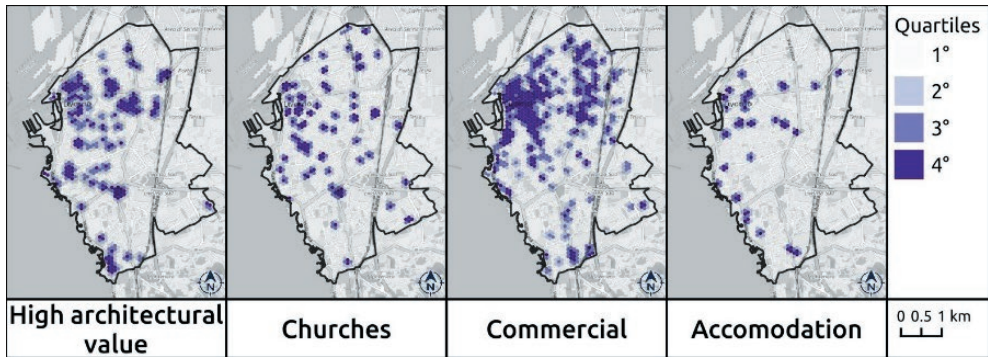 Quartiles
1°
2°
3°
4°
N
N
N
N
High architectural
value
Churches
Commercial
Accomodation
0 0.5 1 km